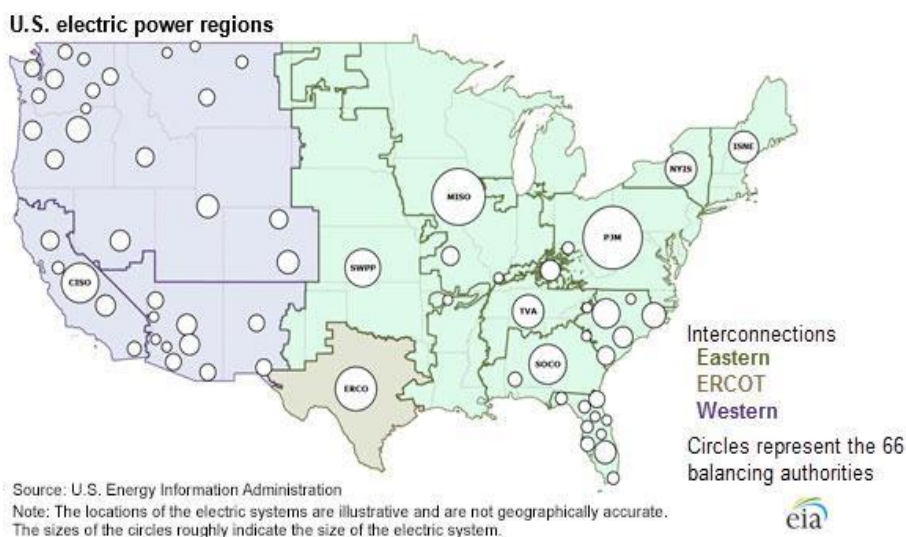 U.S. electric power regions
ISNE
NYIS
MISO
PJM
SWPP
CISO
TVA
SOCO
ERCO
Interconnections
Eastern
ERCOT
Western
Circles represent the 66
balancing authorities
Source: U.S. Energy Information Administration
Note: The locations of the electric systems are illustrative and are not geographically accurate.
The sizes of the circles roughly indicate the size of the electric system.
eia